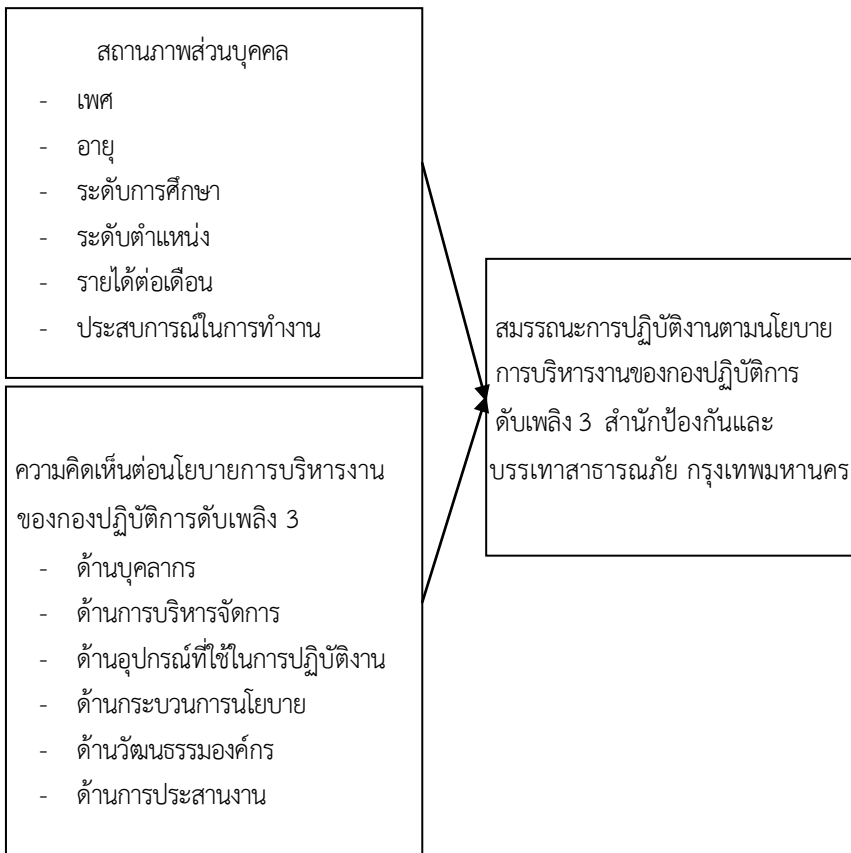 สถานภาพส่วนบุคคล
- เพศ
- อายุ
- ระดับการศึกษา
- ระดับตำแหน่ง
- รายได้ต่อเดือน
- ประสบการณ์ในการทำงาน
ความคิดเห็นต่อนโยบายการบริหารงาน
ของกองปฏิบัติการดับเพลิง 3
- ด้านบุคลากร
- ด้านการบริหารจัดการ
- ด้านอุปกรณ์ที่ใช้ในการปฏิบัติงาน
- ด้านกระบวนการนโยบาย
- ด้านวัฒนธรรมองค์กร
- ด้านการประสานงาน
สมรรถนะการปฏิบัติงานตามนโยบาย
การบริหารงานของกองปฏิบัติการ
ดับเพลิง 3 สำนักป้องกันและ
บรรเทาสาธารณภัย กรุงเทพมหานคร